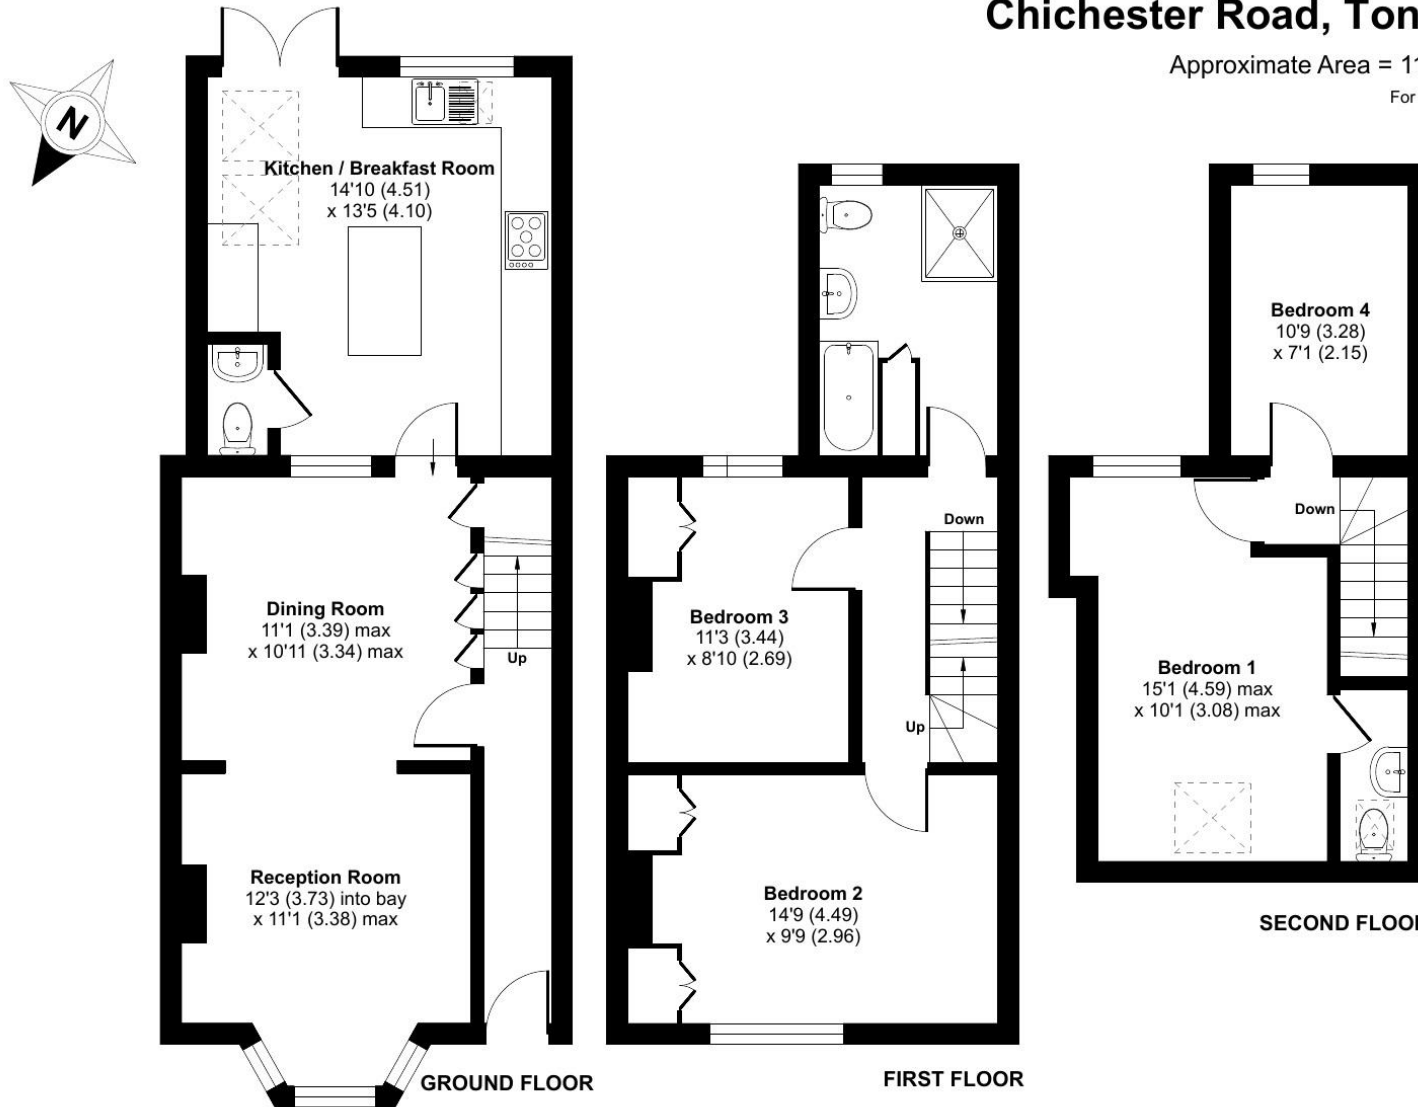 Chichester Road, Ton
Approximate Area = 11
For
N
Kitchen / Breakfast Room
14'10 (4.51)
x 13'5 (4.10)
Dining Room
11'1 (3.39) max
x 10'11 (3.34) max
Up
Reception Room
12'3 (3.73) into bay
x 11'1 (3.38) max
GROUND FLOOR
Down
Bedroom 3
11'3 (3.44)
x 8'10 (2.69)
Up
Bedroom 2
14'9 (4.49)
x 9'9 (2.96)
FIRST FLOOR
Bedroom 4
10'9 (3.28)
x 7'1 (2.15)
Down
Bedroom 1
15'1 (4.59) max
x 10'1 (3.08) max
SECOND FLOOR